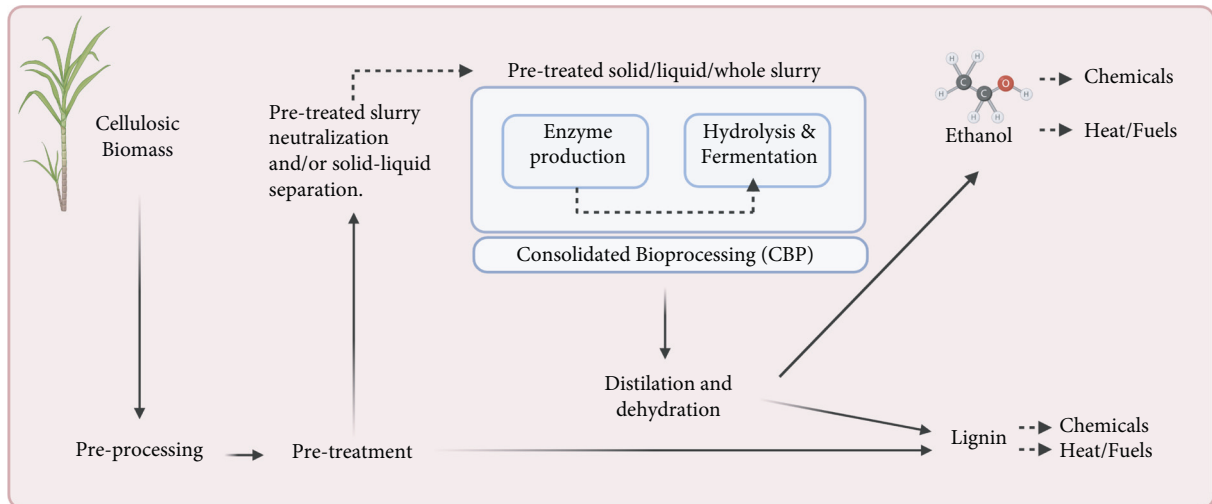 Cellulosic
Biomass
Pre-processing
Pre-treatment
Pre-treated slurry
neutralization
and/or solid-liquid
separation.
Pre-treated solid/liquid/whole slurry
Enzyme
production
Hydrolysis &
Fermentation
Consolidated Bioprocessing (CBP)
Distilation and
dehydration
H
H
H
C
C
O
H
H
H
Ethanol
Chemicals
Heat/Fuels
Lignin
Chemicals
Heat/Fuels